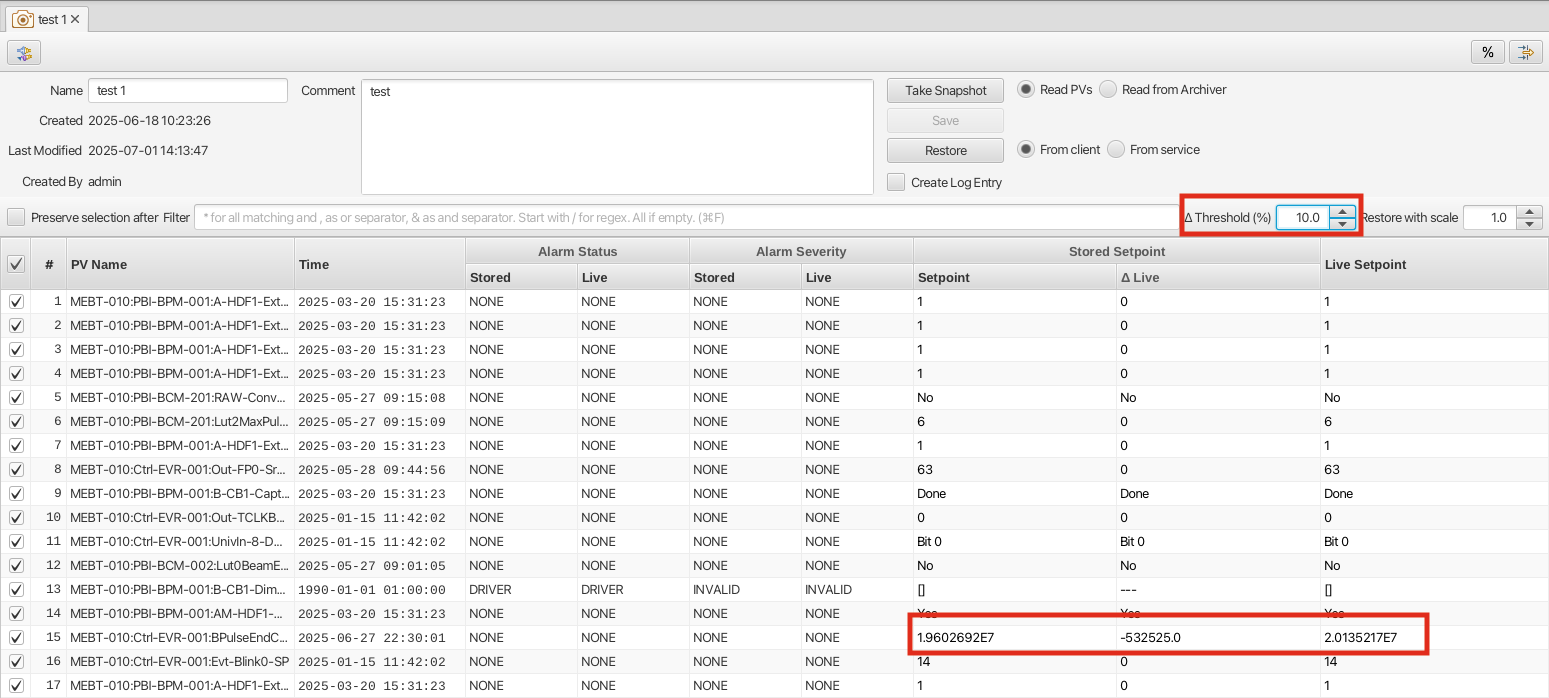 test 1
%
Name test 1 Comment test Take Snapshot Read PVs Read from Archiver
Created 2025-06-18 10:23:26 Save
Last Modified 2025-07-01 14:13:47 Restore From client From service
Created By admin Create Log Entry
Preserve selection after Filter * for all matching and , as or separator, & as and separator. Start with / for regex. All if empty. (⌘F) Δ Threshold (%) 10.0 Restore with scale 1.0
# PV Name Time Alarm Status Alarm Severity Stored Setpoint Live Setpoint
Stored Live Stored Live Setpoint Δ Live
1 MEBT-010:PBI-BPM-001:A-HDF1-Ext... 2025-03-20 15:31:23 NONE NONE NONE NONE 1 0 1
2 MEBT-010:PBI-BPM-001:A-HDF1-Ext... 2025-03-20 15:31:23 NONE NONE NONE NONE 1 0 1
3 MEBT-010:PBI-BPM-001:A-HDF1-Ext... 2025-03-20 15:31:23 NONE NONE NONE NONE 1 0 1
4 MEBT-010:PBI-BPM-001:A-HDF1-Ext... 2025-03-20 15:31:23 NONE NONE NONE NONE 1 0 1
5 MEBT-010:PBI-BCM-201:RAW-Conv... 2025-05-27 09:15:08 NONE NONE NONE NONE No No No
6 MEBT-010:PBI-BCM-201:Lut2MaxPul... 2025-05-27 09:15:09 NONE NONE NONE NONE 6 0 6
7 MEBT-010:PBI-BPM-001:A-HDF1-Ext... 2025-03-20 15:31:23 NONE NONE NONE NONE 1 0 1
8 MEBT-010:Ctrl-EVR-001:Out-FP0-Sr... 2025-05-28 09:44:56 NONE NONE NONE NONE 63 0 63
9 MEBT-010:PBI-BPM-001:B-CB1-Capt... 2025-03-20 15:31:23 NONE NONE NONE NONE Done Done Done
10 MEBT-010:Ctrl-EVR-001:Out-TCLKB... 2025-01-15 11:42:02 NONE NONE NONE NONE 0 0 0
11 MEBT-010:Ctrl-EVR-001:UnivIn-8-D... 2025-01-15 11:42:02 NONE NONE NONE NONE Bit 0 Bit 0 Bit 0
12 MEBT-010:PBI-BCM-002:Lut0BeamE... 2025-05-27 09:01:05 NONE NONE NONE NONE No No No
13 MEBT-010:PBI-BPM-001:B-CB1-Dim... 1990-01-01 01:00:00 DRIVER DRIVER INVALID INVALID [] --- []
14 MEBT-010:PBI-BPM-001:AM-HDF1-... 2025-03-20 15:31:23 NONE NONE NONE NONE Yes Yes Yes
15 MEBT-010:Ctrl-EVR-001:BPulseEndC... 2025-06-27 22:30:01 NONE NONE NONE NONE 1.9602692E7 -532525.0 2.0135217E7
16 MEBT-010:Ctrl-EVR-001:Evt-Blink0-SP 2025-01-15 11:42:02 NONE NONE NONE NONE 14 0 14
17 MEBT-010:PBI-BPM-001:A-HDF1-Ext... 2025-03-20 15:31:23 NONE NONE NONE NONE 1 0 1